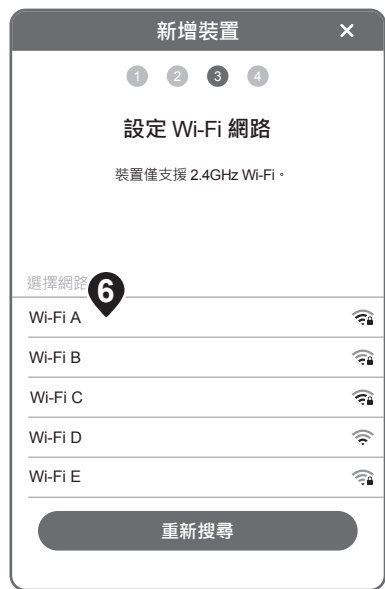 新增裝置 ×
1 2 3 4
設定 Wi-Fi 網路
裝置僅支援 2.4GHz Wi-Fi。
選擇網路
6
Wi-Fi A
Wi-Fi B
Wi-Fi C
Wi-Fi D
Wi-Fi E
重新搜尋